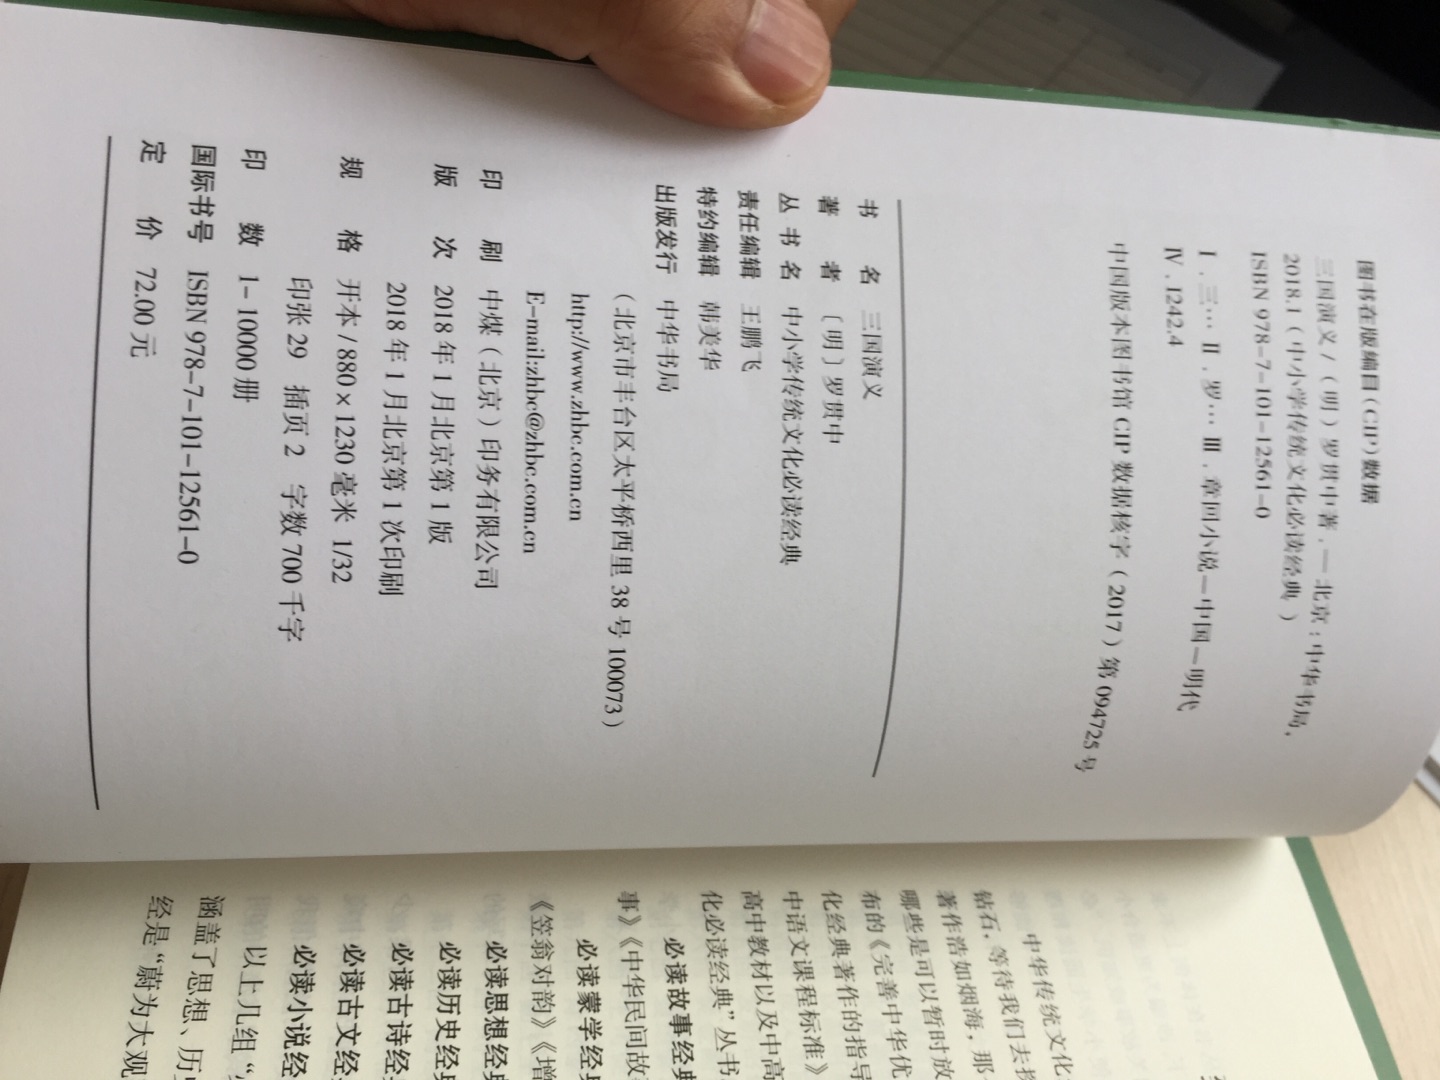 图书在版编目（CIP）数据
三国演义／（明）罗贯中著．—北京：中华书局，
2018.1（中小学传统文化必读经典）
ISBN 978-7-101-12561-0
Ⅰ．三… Ⅱ．罗… Ⅲ．章回小说—中国—明代
Ⅳ．I242.4
中国版本图书馆 CIP 数据核字（2017）第 094725 号
书 名 三国演义
著 者 〔明〕罗贯中
丛 书 名 中小学传统文化必读经典
责任编辑 王鹏飞
特约编辑 韩美华
出版发行 中华书局
（北京市丰台区太平桥西里 38 号 100073）
http://www.zhbc.com.cn
E-mail:zhbc@zhbc.com.cn
印 刷 中煤（北京）印务有限公司
版 次 2018 年 1 月北京第 1 版
2018 年 1 月北京第 1 次印刷
规 格 开本 / 880×1230 毫米 1/32
印张 29 插页 2 字数 700 千字
印 数 1-10000 册
国际书号 ISBN 978-7-101-12561-0
定 价 72.00 元
中华传统文化
钻石，等待我们去
著作浩如烟海，那
哪些是可以暂时放
布的《完善中华优
化经典著作的指导
中语文课程标准》
高中教材以及中高
化必读经典”丛书
必读故事经典
事》《中华民间故
必读蒙学经典
《笠翁对韵》《增
必读思想经典
必读历史经典
必读古诗经
必读古文经
必读小说经
以上几组“
涵盖了思想、历史
经是“蔚为大观